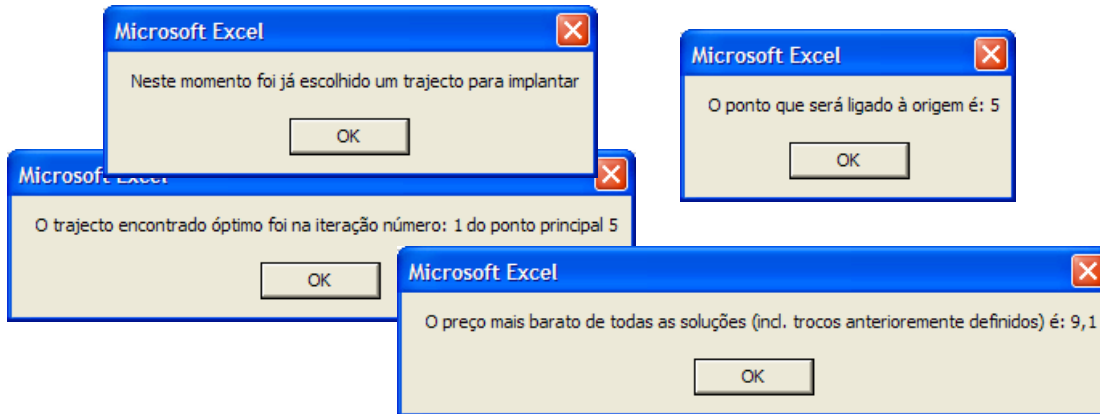 Microsoft Excel
Neste momento foi já escolhido um trajecto para implantar
OK
Microsoft Excel
O ponto que será ligado à origem é: 5
OK
Microsoft Excel
O trajecto encontrado óptimo foi na iteração número: 1 do ponto principal 5
OK
Microsoft Excel
O preço mais barato de todas as soluções (incl. trocos anterioremente definidos) é: 9,1
OK